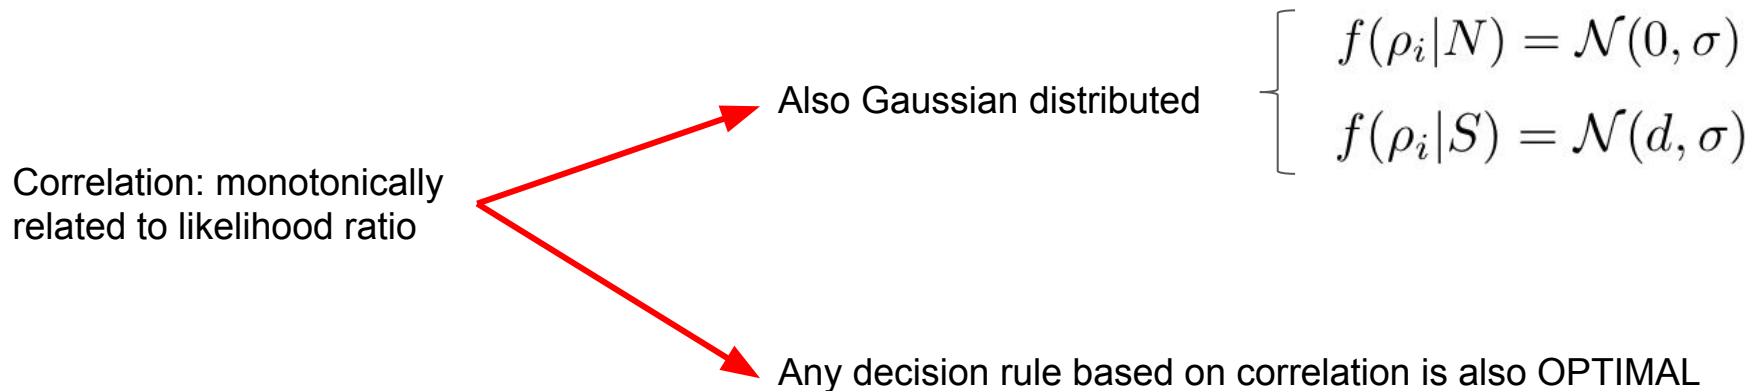 f(ρ_i|N) = 𝒩(0, σ)
Also Gaussian distributed
f(ρ_i|S) = 𝒩(d, σ)
Correlation: monotonically
related to likelihood ratio
Any decision rule based on correlation is also OPTIMAL